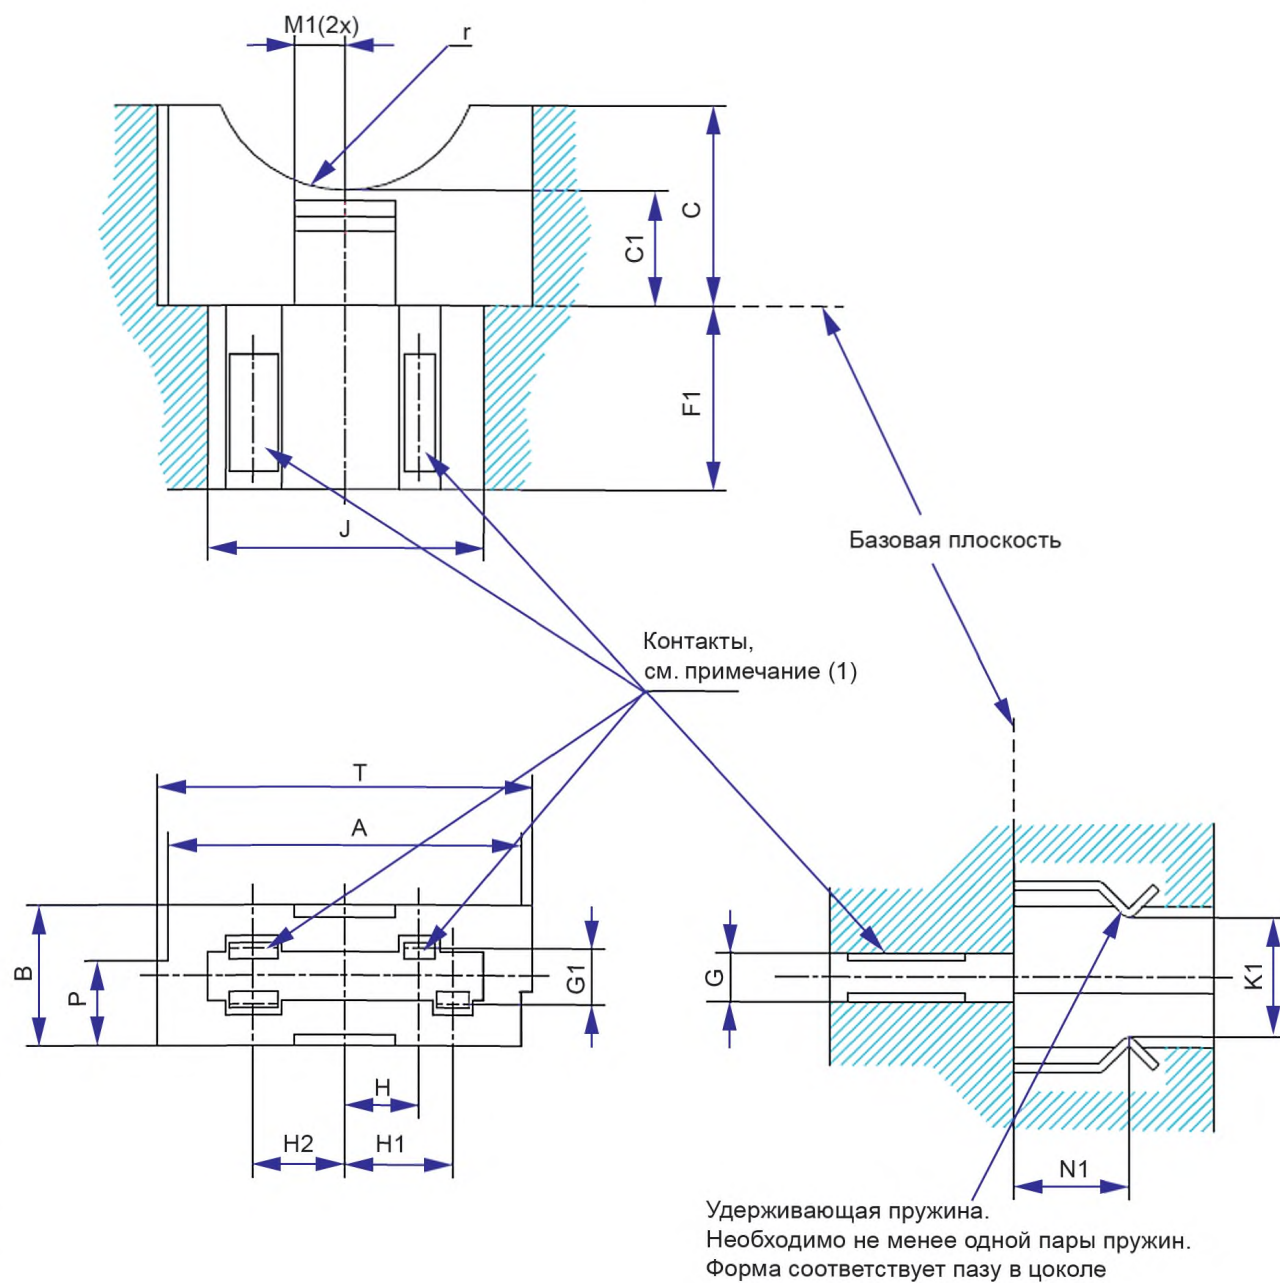 M1(2x)
r
C
C1
F1
J
Базовая плоскость
Контакты,
см. примечание (1)
T
A
B
P
G1
G
K1
H
H2
H1
N1
Удерживающая пружина.
Необходимо не менее одной пары пружин.
Форма соответствует пазу в цоколе